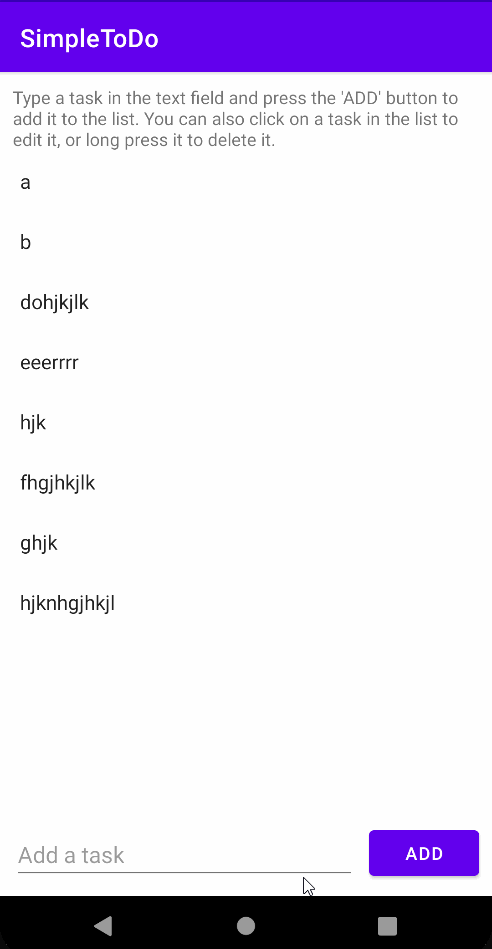 SimpleToDo
Type a task in the text field and press the 'ADD' button to
add it to the list. You can also click on a task in the list to
edit it, or long press it to delete it.
a
b
dohjkjlk
eeerrrr
hjk
fhgjhkjlk
ghjk
hjknhgjhkjl
Add a task
ADD